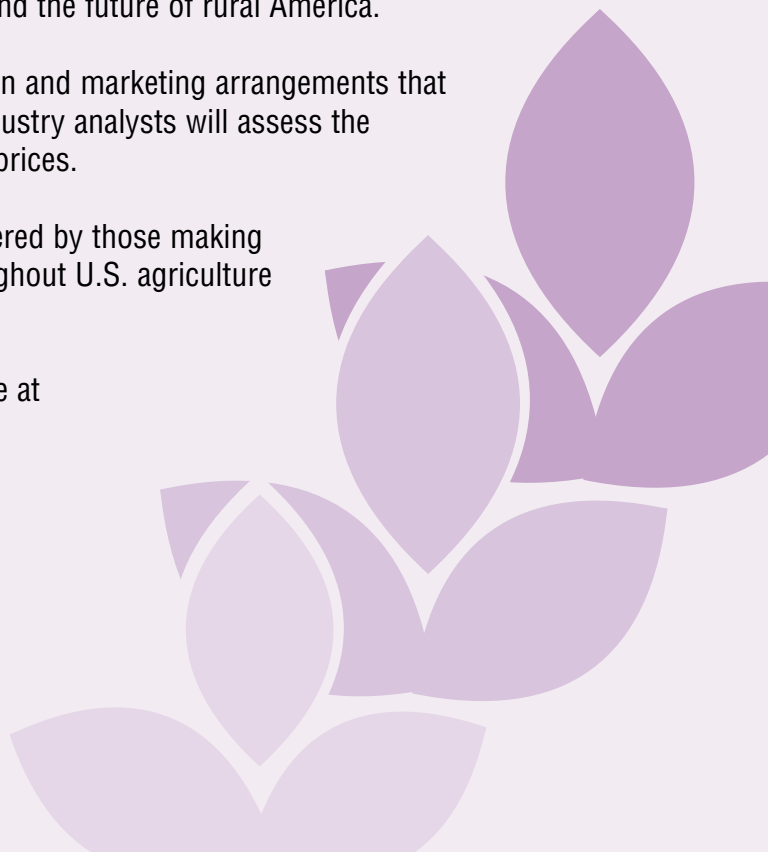 nd the future of rural America.
n and marketing arrangements that
ustry analysts will assess the
prices.
ered by those making
ghout U.S. agriculture
e at